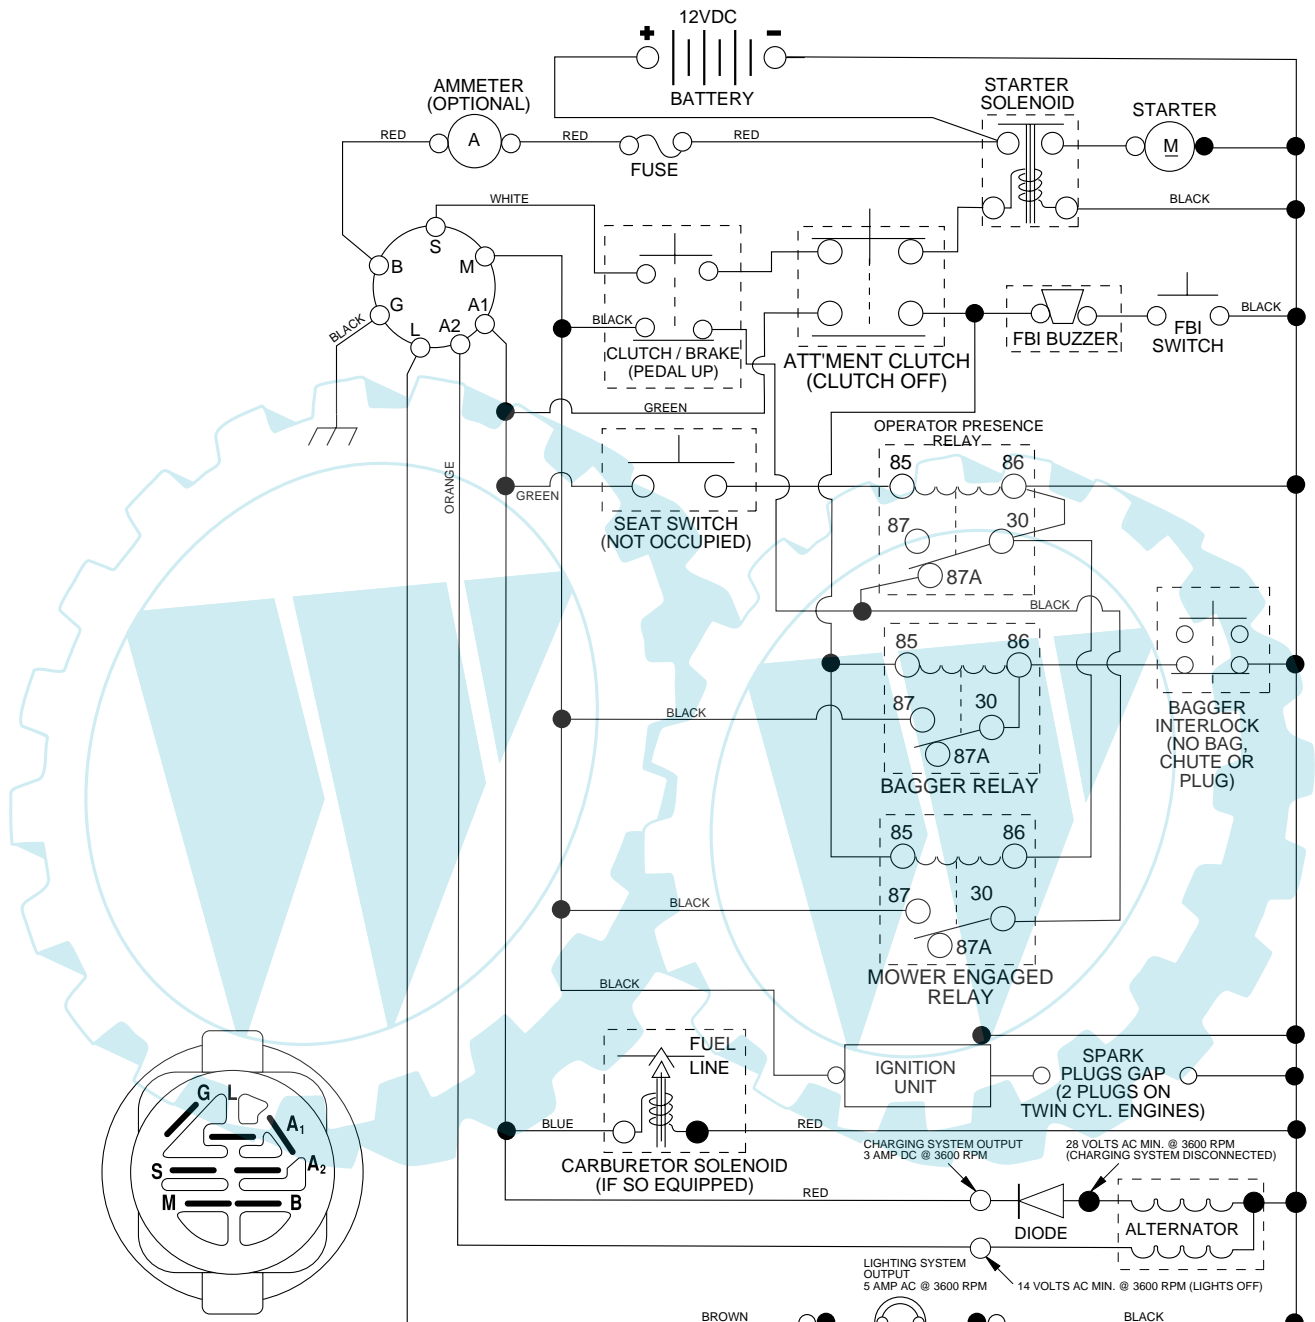 12VDC
+
-
BATTERY
AMMETER
(OPTIONAL)
STARTER
SOLENOID
STARTER
RED
A
RED
FUSE
RED
M
WHITE
BLACK
S
B
M
G
A1
A2
L
BLACK
BLACK
CLUTCH / BRAKE
(PEDAL UP)
ATT'MENT CLUTCH
(CLUTCH OFF)
FBI BUZZER
FBI
SWITCH
BLACK
GREEN
OPERATOR PRESENCE
RELAY
ORANGE
GREEN
SEAT SWITCH
(NOT OCCUPIED)
85
86
87
30
87A
BLACK
85
86
87
30
87A
BLACK
BAGGER RELAY
BAGGER
INTERLOCK
(NO BAG,
CHUTE OR
PLUG)
85
86
87
30
87A
BLACK
MOWER ENGAGED
RELAY
BLACK
FUEL
LINE
IGNITION
UNIT
SPARK
PLUGS GAP
(2 PLUGS ON
TWIN CYL. ENGINES)
BLUE
RED
CARBURETOR SOLENOID
(IF SO EQUIPPED)
CHARGING SYSTEM OUTPUT
3 AMP DC @ 3600 RPM
28 VOLTS AC MIN. @ 3600 RPM
(CHARGING SYSTEM DISCONNECTED)
RED
DIODE
ALTERNATOR
LIGHTING SYSTEM
OUTPUT
5 AMP AC @ 3600 RPM
14 VOLTS AC MIN. @ 3600 RPM (LIGHTS OFF)
BROWN
BLACK
G
L
A1
A2
S
M
B